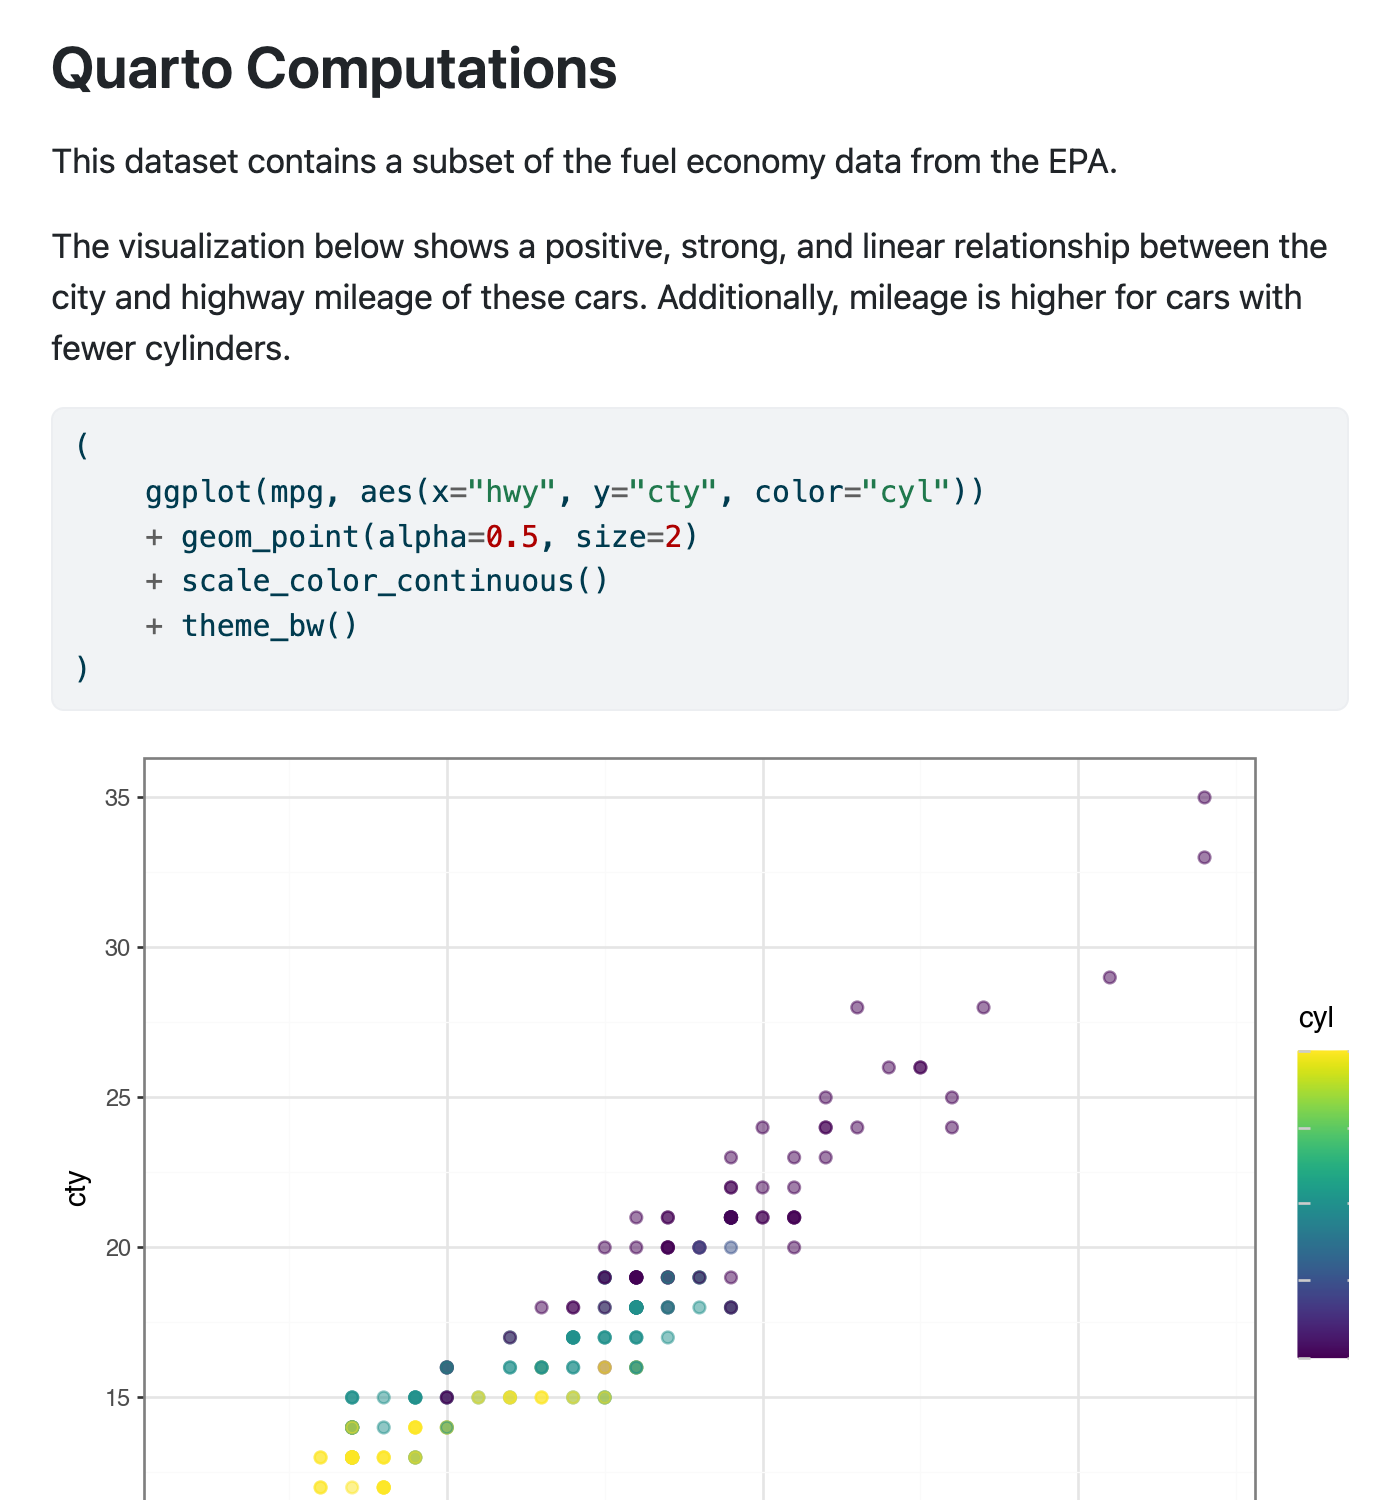 Quarto Computations
This dataset contains a subset of the fuel economy data from the EPA.
The visualization below shows a positive, strong, and linear relationship between the
city and highway mileage of these cars. Additionally, mileage is higher for cars with
fewer cylinders.
(
    ggplot(mpg, aes(x="hwy", y="cty", color="cyl"))
    + geom_point(alpha=0.5, size=2)
    + scale_color_continuous()
    + theme_bw()
)
35
30
25
20
15
cty
cyl